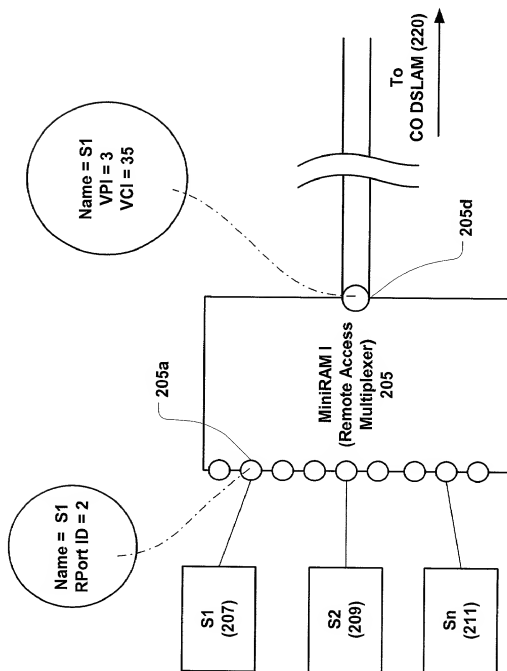 Name = S1
RPort ID = 2
Name = S1
VPI = 3
VCI = 35
205a
205d
S1
(207)
S2
(209)
Sn
(211)
MiniRAM I
(Remote Access
Multiplexer)
205
To
CO DSLAM (220)